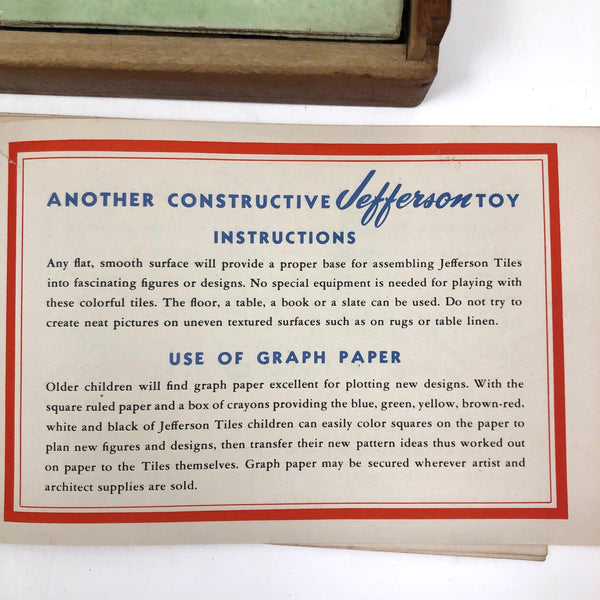 ANOTHER CONSTRUCTIVE Jefferson TOY
INSTRUCTIONS
Any flat, smooth surface will provide a proper base for assembling Jefferson Tiles
into fascinating figures or designs. No special equipment is needed for playing with
these colorful tiles. The floor, a table, a book or a slate can be used. Do not try to
create neat pictures on uneven textured surfaces such as on rugs or table linen.
USE OF GRAPH PAPER
Older children will find graph paper excellent for plotting new designs. With the
square ruled paper and a box of crayons providing the blue, green, yellow, brown-red,
white and black of Jefferson Tiles children can easily color squares on the paper to
plan new figures and designs, then transfer their new pattern ideas thus worked out
on paper to the Tiles themselves. Graph paper may be secured wherever artist and
architect supplies are sold.